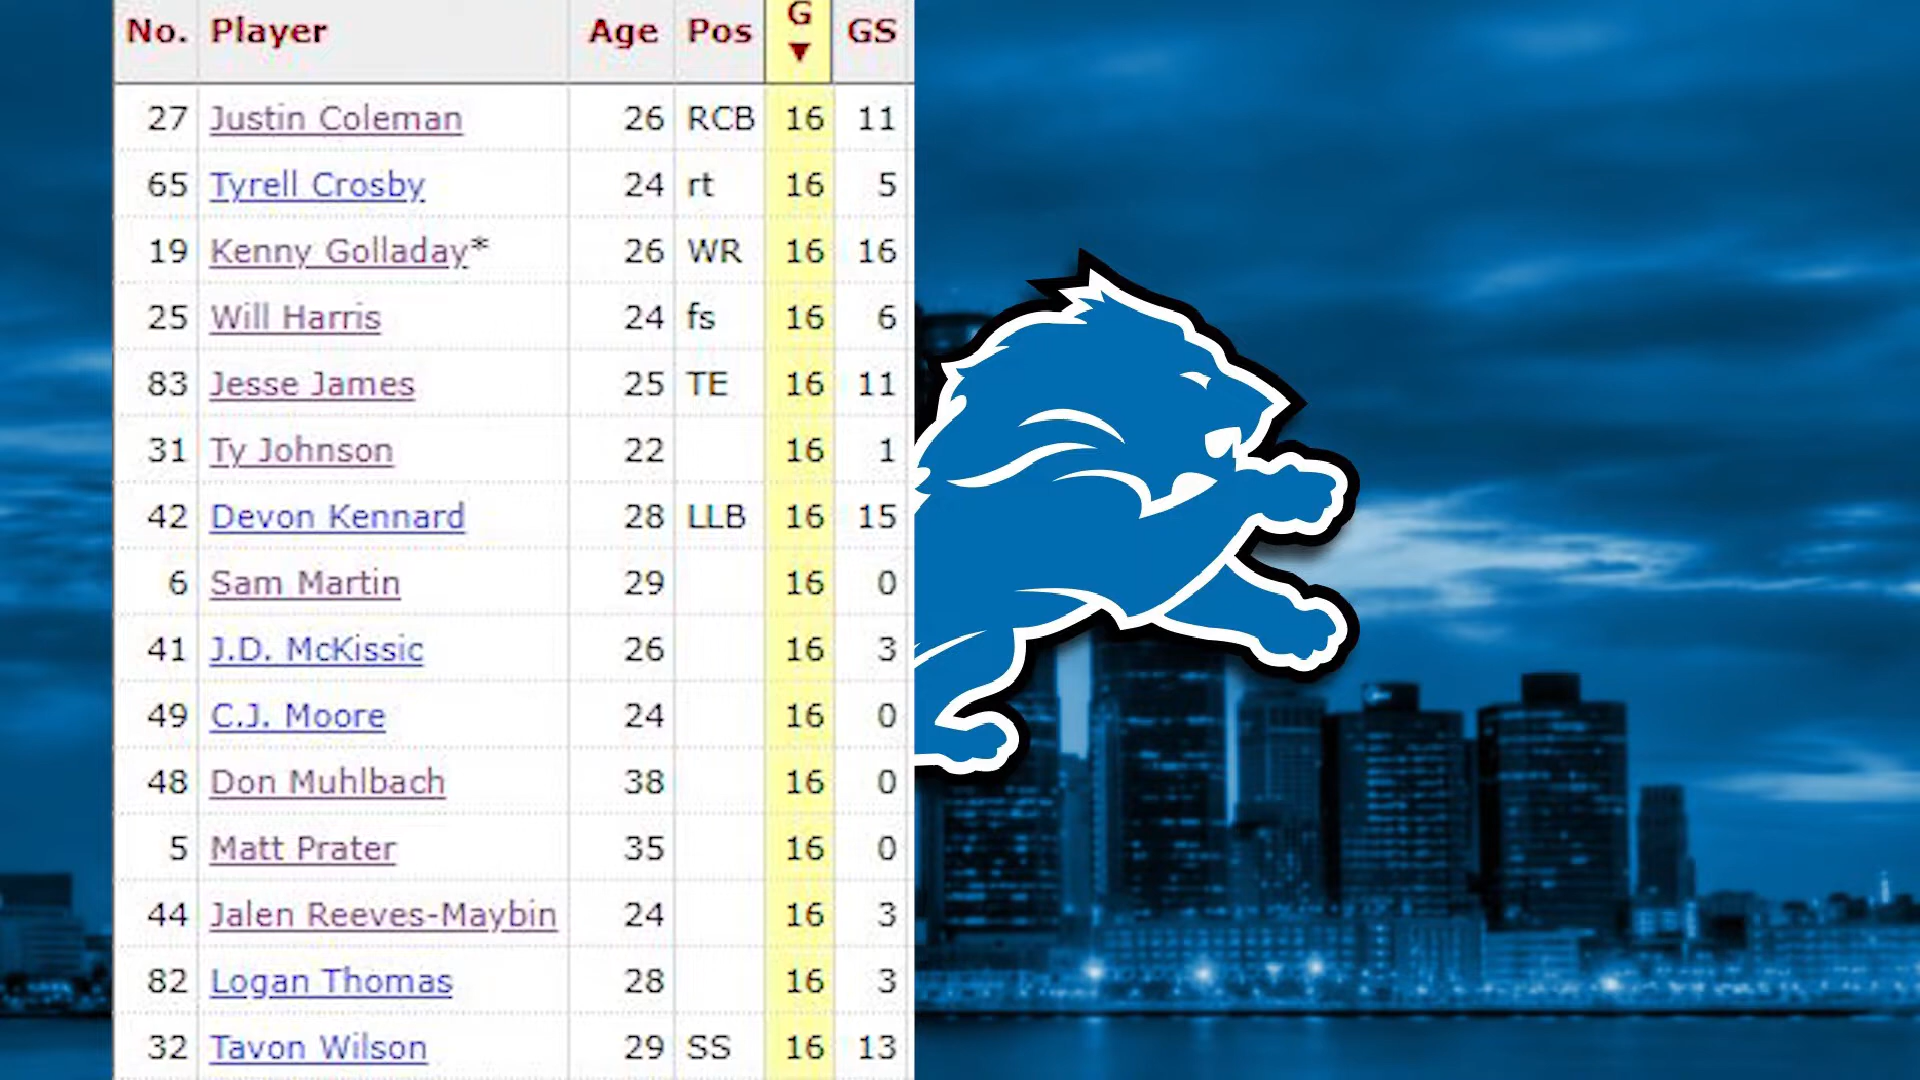 No. Player Age Pos G GS
▼
27 Justin Coleman 26 RCB 16 11
65 Tyrell Crosby 24 rt 16 5
19 Kenny Golladay* 26 WR 16 16
25 Will Harris 24 fs 16 6
83 Jesse James 25 TE 16 11
31 Ty Johnson 22 16 1
42 Devon Kennard 28 LLB 16 15
6 Sam Martin 29 16 0
41 J.D. McKissic 26 16 3
49 C.J. Moore 24 16 0
48 Don Muhlbach 38 16 0
5 Matt Prater 35 16 0
44 Jalen Reeves-Maybin 24 16 3
82 Logan Thomas 28 16 3
32 Tavon Wilson 29 SS 16 13